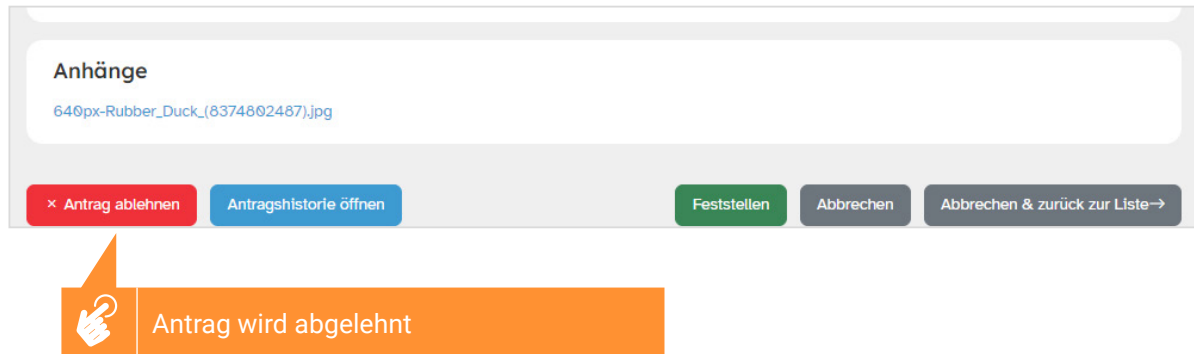 Anhänge
640px-Rubber_Duck_(8374802487).jpg
× Antrag ablehnen Antragshistorie öffnen Feststellen Abbrechen Abbrechen & zurück zur Liste→
Antrag wird abgelehnt